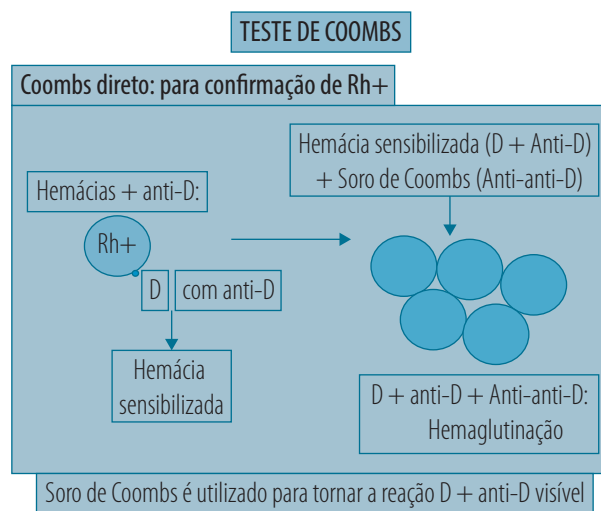 TESTE DE COOMBS
Coombs direto: para confirmação de Rh+
Hemácias + anti-D:
Rh+
D
com anti-D
Hemácia
sensibilizada
Hemácia sensibilizada (D + Anti-D)
+ Soro de Coombs (Anti-anti-D)
D + anti-D + Anti-anti-D:
Hemaglutinação
Soro de Coombs é utilizado para tornar a reação D + anti-D visível